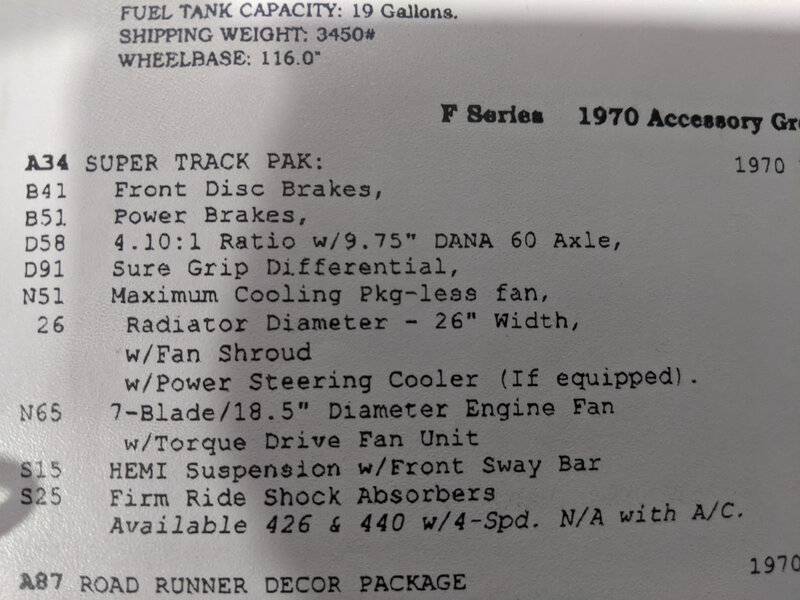 FUEL TANK CAPACITY: 19 Gallons.
SHIPPING WEIGHT: 3450#
WHEELBASE: 116.0"
F Series 1970 Accessory Gr
A34 SUPER TRACK PAK: 1970
B41 Front Disc Brakes,
B51 Power Brakes,
D58 4.10:1 Ratio w/9.75" DANA 60 Axle,
D91 Sure Grip Differential,
N51 Maximum Cooling Pkg-less fan,
26 Radiator Diameter - 26" Width,
w/Fan Shroud
w/Power Steering Cooler (If equipped).
N65 7-Blade/18.5" Diameter Engine Fan
w/Torque Drive Fan Unit
S15 HEMI Suspension w/Front Sway Bar
S25 Firm Ride Shock Absorbers
Available 426 & 440 w/4-Spd. N/A with A/C.
A87 ROAD RUNNER DECOR PACKAGE 1970